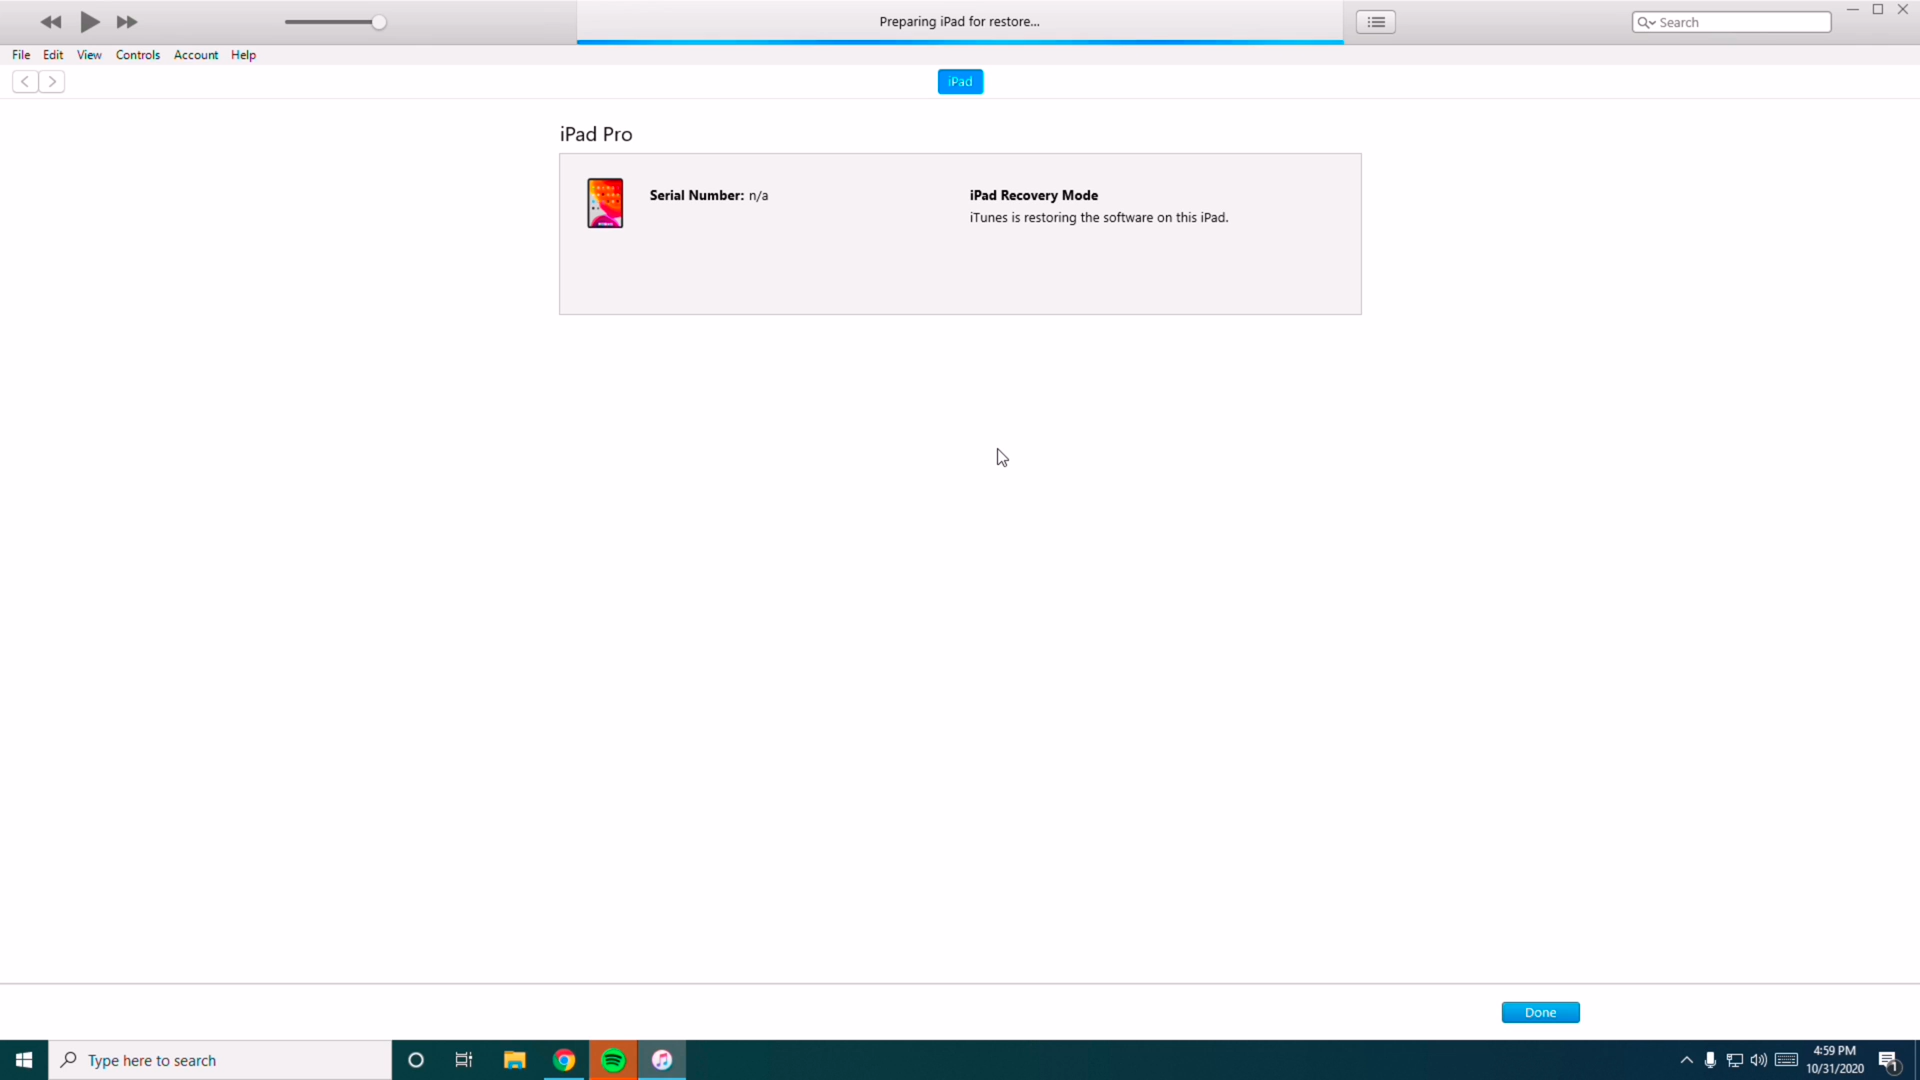 Preparing iPad for restore...
Search
File Edit View Controls Account Help
iPad
iPad Pro
Serial Number: n/a
iPad Recovery Mode
iTunes is restoring the software on this iPad.
Done
Type here to search
4:59 PM
10/31/2020
1